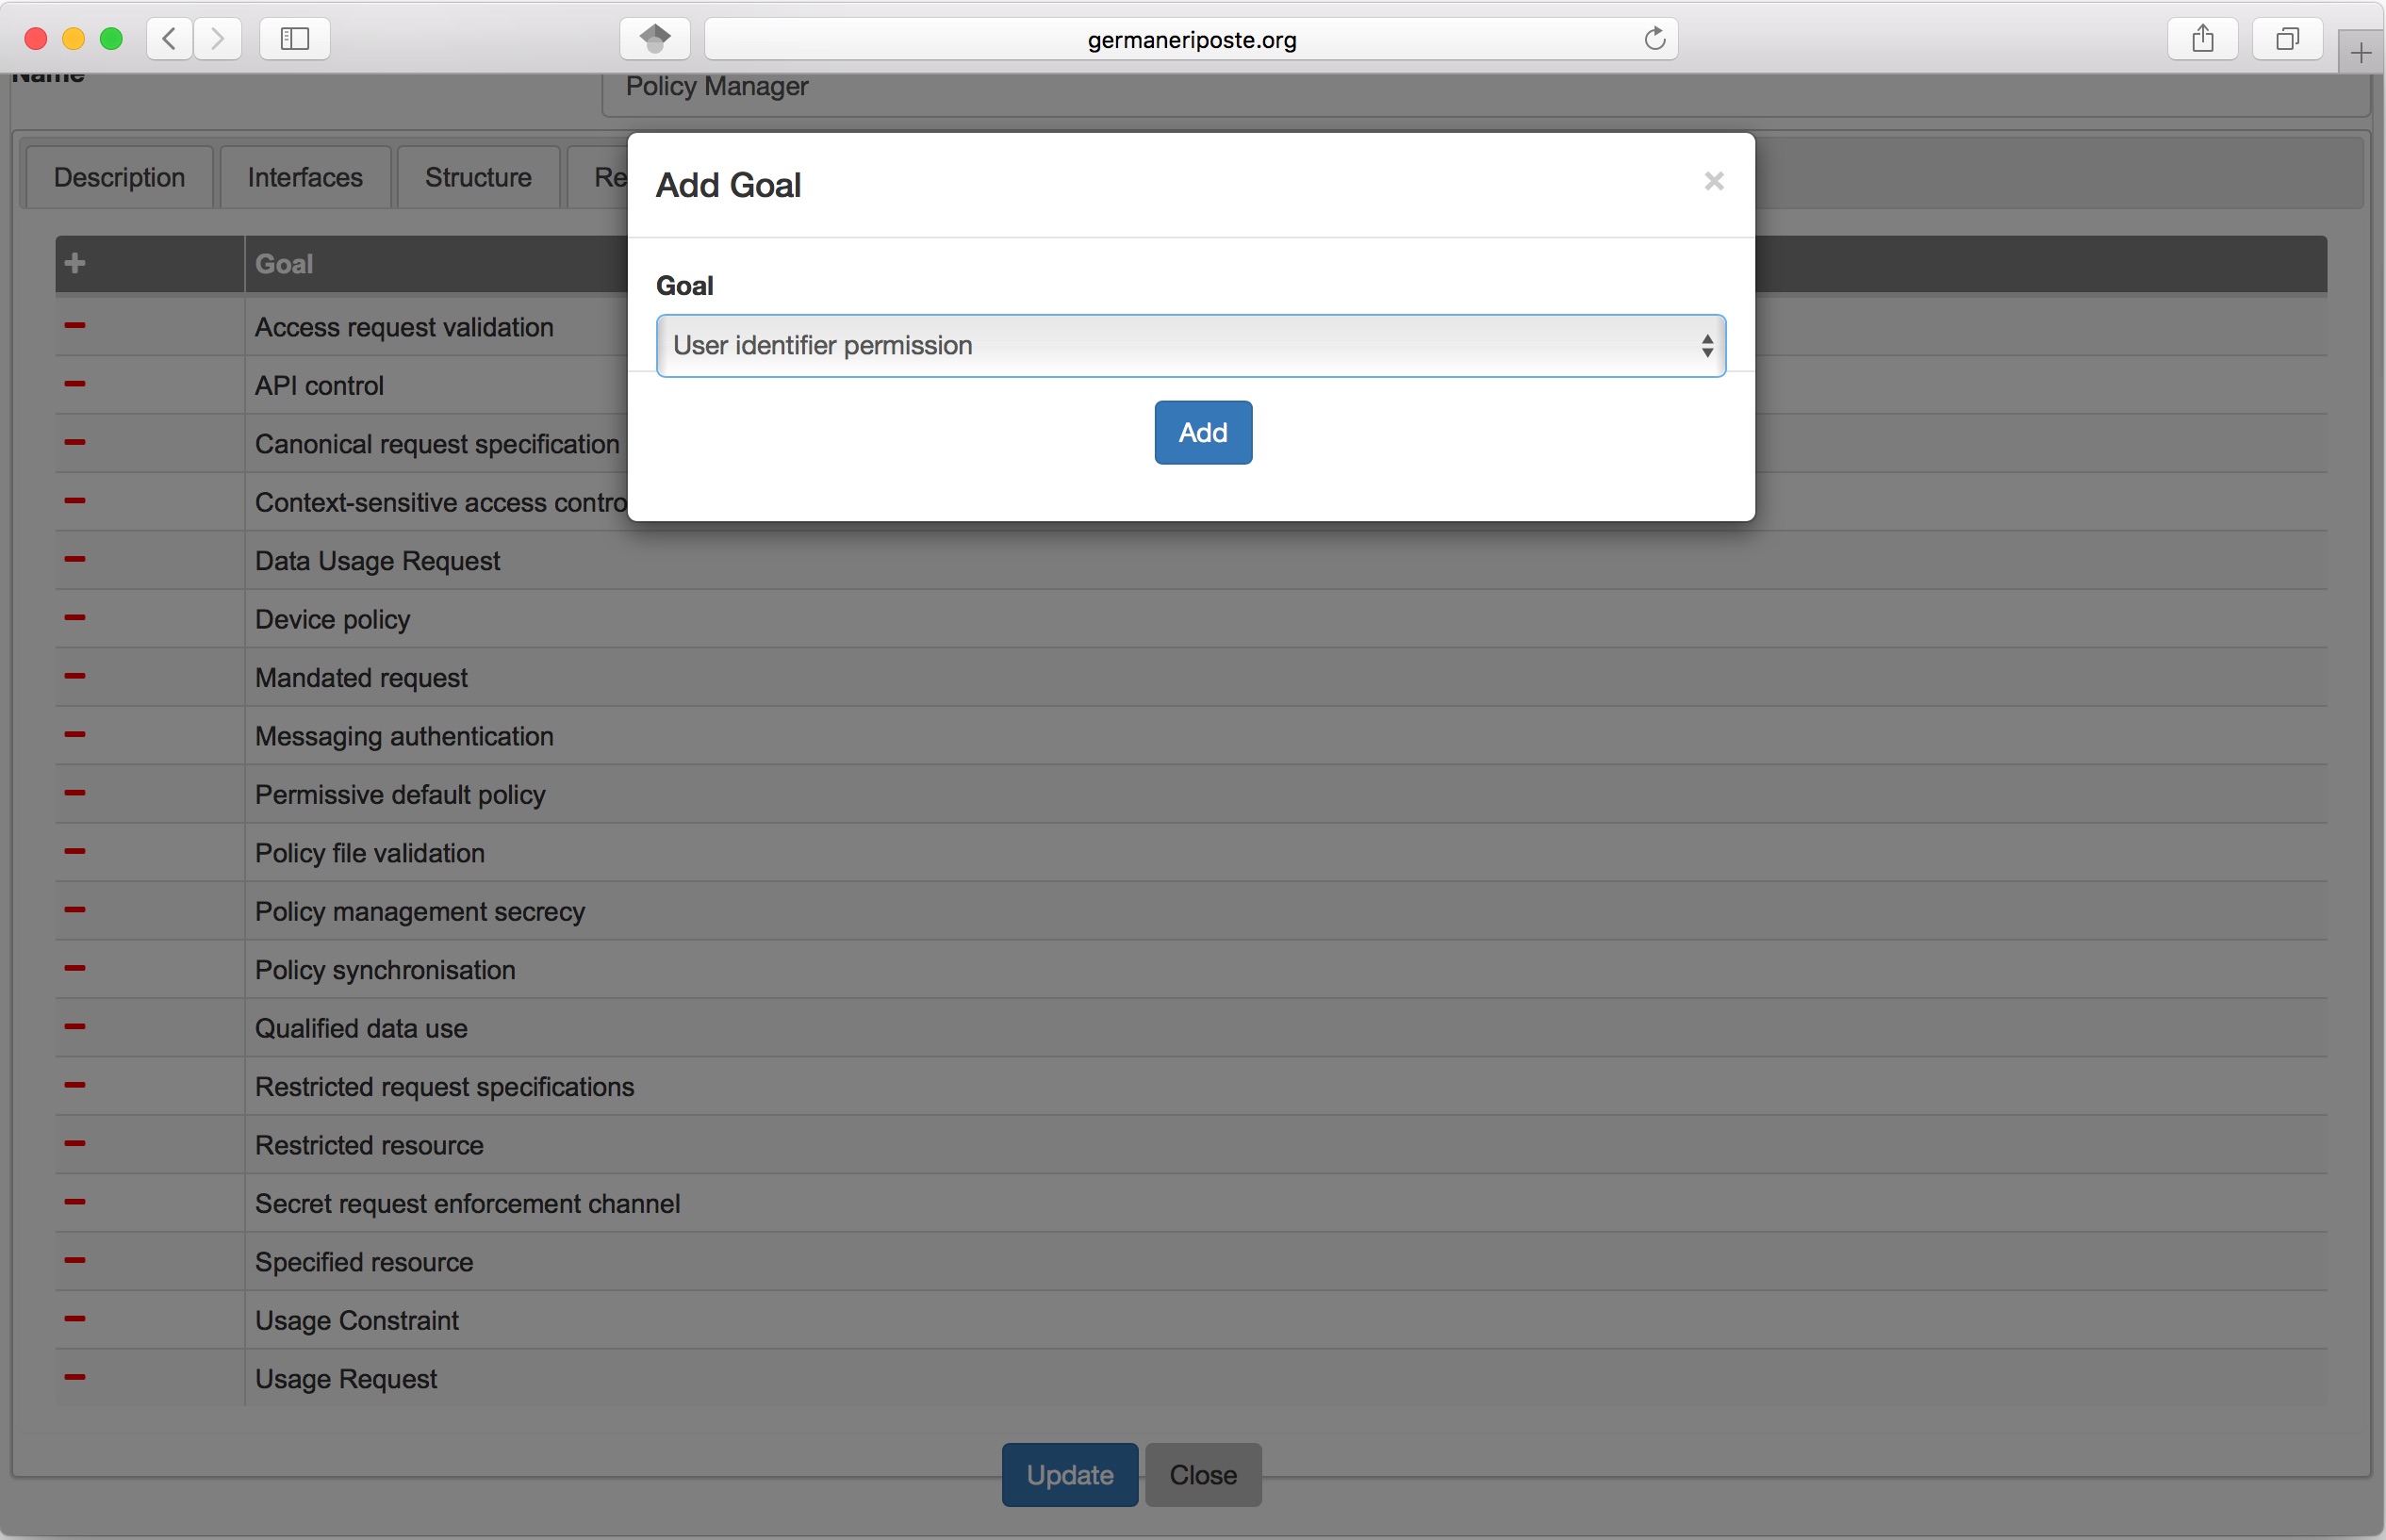 germaneriposte.org
Name
Policy Manager
Description
Interfaces
Structure
Re
Add Goal
×
Goal
Goal
User identifier permission
Add
Access request validation
API control
Canonical request specification
Context-sensitive access contro
Data Usage Request
Device policy
Mandated request
Messaging authentication
Permissive default policy
Policy file validation
Policy management secrecy
Policy synchronisation
Qualified data use
Restricted request specifications
Restricted resource
Secret request enforcement channel
Specified resource
Usage Constraint
Usage Request
Update
Close